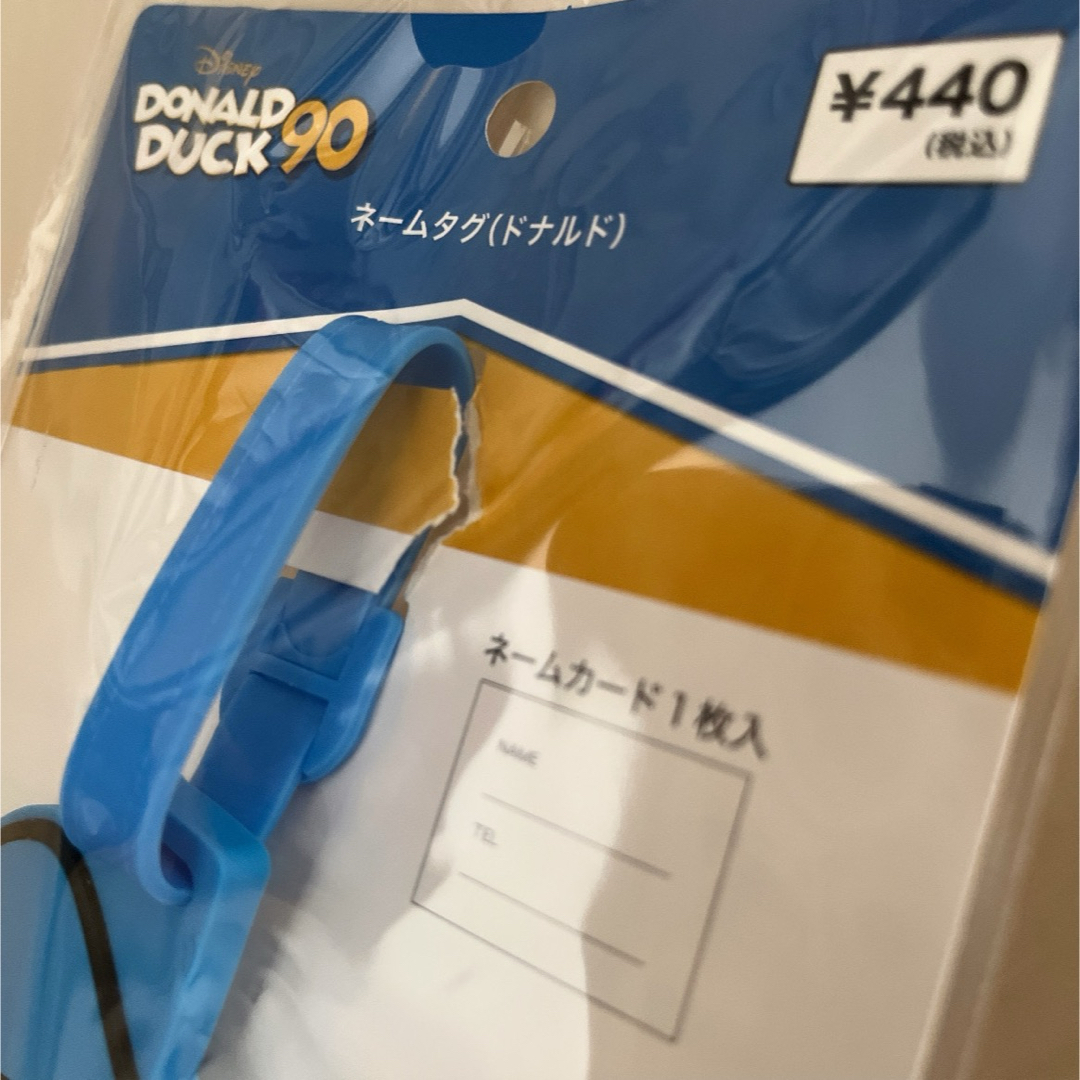 Disney
DONALD
DUCK 90
¥440
(税込)
ネームタグ(ドナルド)
ネームカード1枚入
NAME
TEL